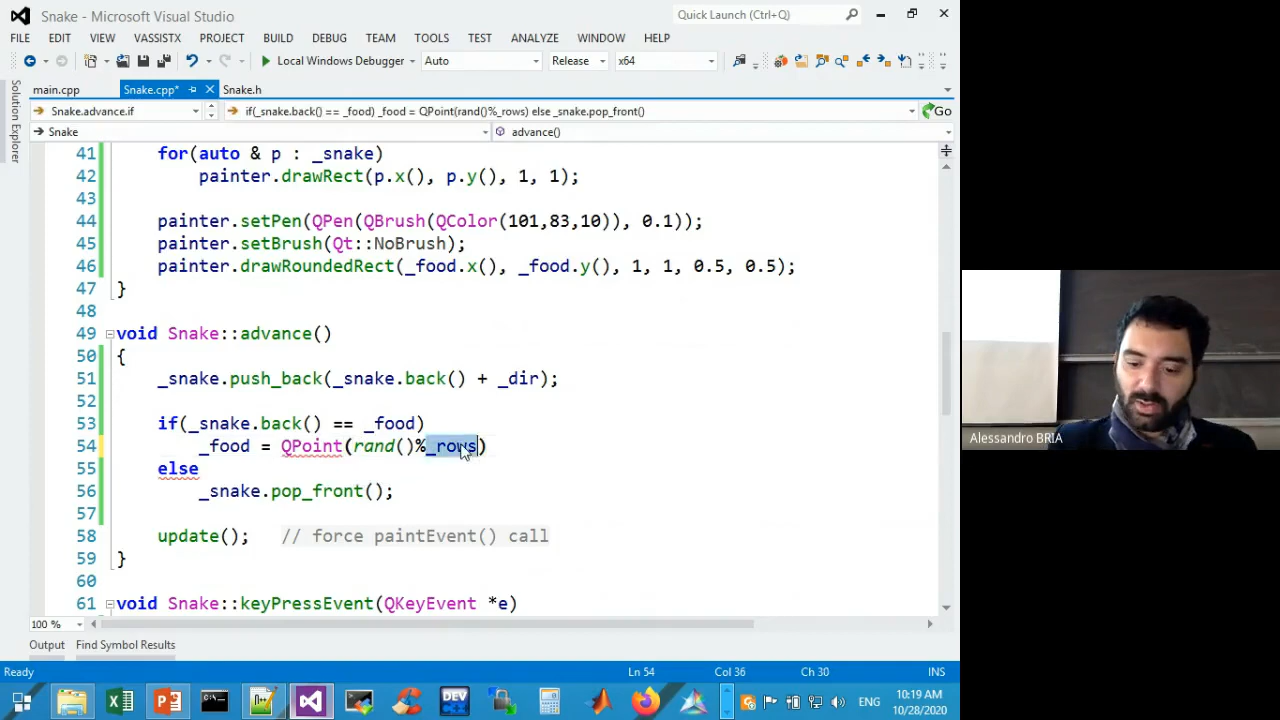 Snake - Microsoft Visual Studio
Quick Launch (Ctrl+Q)
FILE EDIT VIEW VASSISTX PROJECT BUILD DEBUG TEAM TOOLS TEST ANALYZE WINDOW HELP
Local Windows Debugger Auto Release x64
main.cpp Snake.cpp* Snake.h
Snake.advance.if if(_snake.back() == _food) _food = QPoint(rand()%_rows) else _snake.pop_front() Go
Snake advance()
Solution Explorer
41 for(auto & p : _snake)
42 painter.drawRect(p.x(), p.y(), 1, 1);
43
44 painter.setPen(QPen(QBrush(QColor(101,83,10)), 0.1));
45 painter.setBrush(Qt::NoBrush);
46 painter.drawRoundedRect(_food.x(), _food.y(), 1, 1, 0.5, 0.5);
47 }
48
49 void Snake::advance()
50 {
51 _snake.push_back(_snake.back() + _dir);
52
53 if(_snake.back() == _food)
54 _food = QPoint(rand()%_rows)
55 else
56 _snake.pop_front();
57
58 update(); // force paintEvent() call
59 }
60
61 void Snake::keyPressEvent(QKeyEvent *e)
100 %
Output Find Symbol Results
Ready Ln 54 Col 36 Ch 30 INS
DEV
ENG
10:19 AM
10/28/2020
Alessandro BRIA